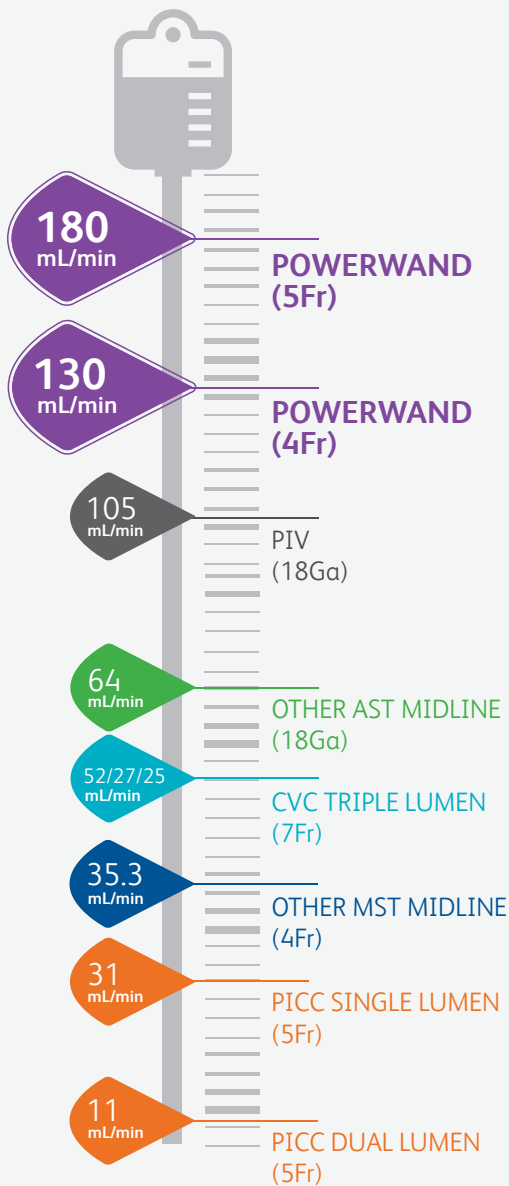 180
mL/min
POWERWAND
(5Fr)
130
mL/min
POWERWAND
(4Fr)
105
mL/min
PIV
(18Ga)
64
mL/min
OTHER AST MIDLINE
(18Ga)
52/27/25
mL/min
CVC TRIPLE LUMEN
(7Fr)
35.3
mL/min
OTHER MST MIDLINE
(4Fr)
31
mL/min
PICC SINGLE LUMEN
(5Fr)
11
mL/min
PICC DUAL LUMEN
(5Fr)